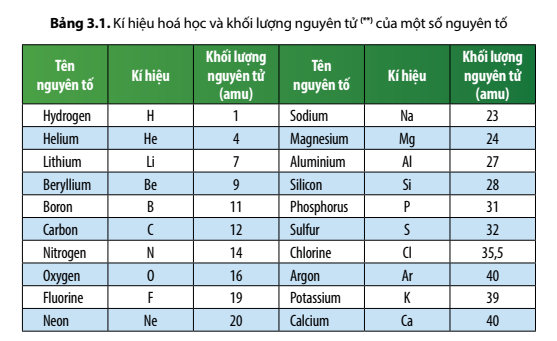 Bảng 3.1. Kí hiệu hoá học và khối lượng nguyên tử (**) của một số nguyên tố
Tên nguyên tố Kí hiệu Khối lượng nguyên tử (amu) Tên nguyên tố Kí hiệu Khối lượng nguyên tử (amu)
Hydrogen H 1 Sodium Na 23
Helium He 4 Magnesium Mg 24
Lithium Li 7 Aluminium Al 27
Beryllium Be 9 Silicon Si 28
Boron B 11 Phosphorus P 31
Carbon C 12 Sulfur S 32
Nitrogen N 14 Chlorine Cl 35,5
Oxygen O 16 Argon Ar 40
Fluorine F 19 Potassium K 39
Neon Ne 20 Calcium Ca 40